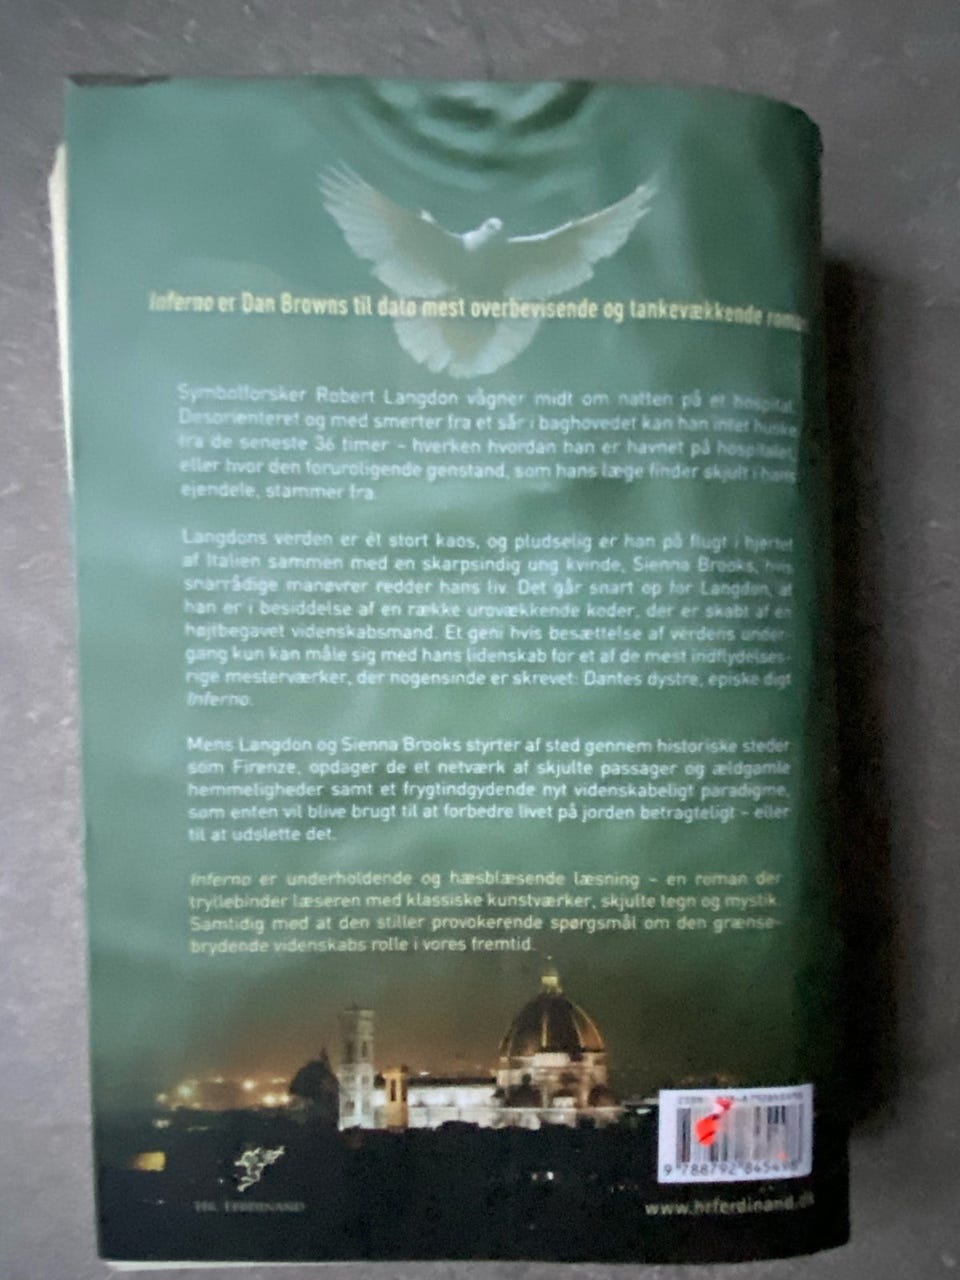 Inferno er Dan Browns til dato mest overbevisende og tankevækkende roman
Symbolforsker Robert Langdon vågner midt om natten på et hospital.
Desorienteret og med smerter fra et sår i baghovedet kan han intet huske
fra de seneste 36 timer – hverken hvordan han er havnet på hospitalet,
eller hvor den foruroligende genstand, som hans læge finder skjult i hans
ejendele, stammer fra.
Langdons verden er ét stort kaos, og pludselig er han på flugt i hjertet
af Italien sammen med en skarpsindig ung kvinde, Sienna Brooks, hvis
snarrådige manøvrer redder hans liv. Det går snart op for Langdon, at
han er i besiddelse af en række urovækkende koder, der er skabt af en
højtbegavet videnskabsmand. Et geni hvis besættelse af verdens under-
gang kun kan måle sig med hans lidenskab for et af de mest indflydelses-
rige mesterværker, der nogensinde er skrevet: Dantes dystre, episke digt
Inferno.
Mens Langdon og Sienna Brooks styrter af sted gennem historiske steder
som Firenze, opdager de et netværk af skjulte passager og ældgamle
hemmeligheder samt et frygtindgydende nyt videnskabeligt paradigme,
som enten vil blive brugt til at forbedre livet på jorden betragteligt – eller
til at udslette det.
Inferno er underholdende og hæsblæsende læsning – en roman der
tryllebinder læseren med klassiske kunstværker, skjulte tegn og mystik.
Samtidig med at den stiller provokerende spørgsmål om den grænse-
brydende videnskabs rolle i vores fremtid.
9 788792 845498
HR. FERDINAND
www.hrferdinand.dk